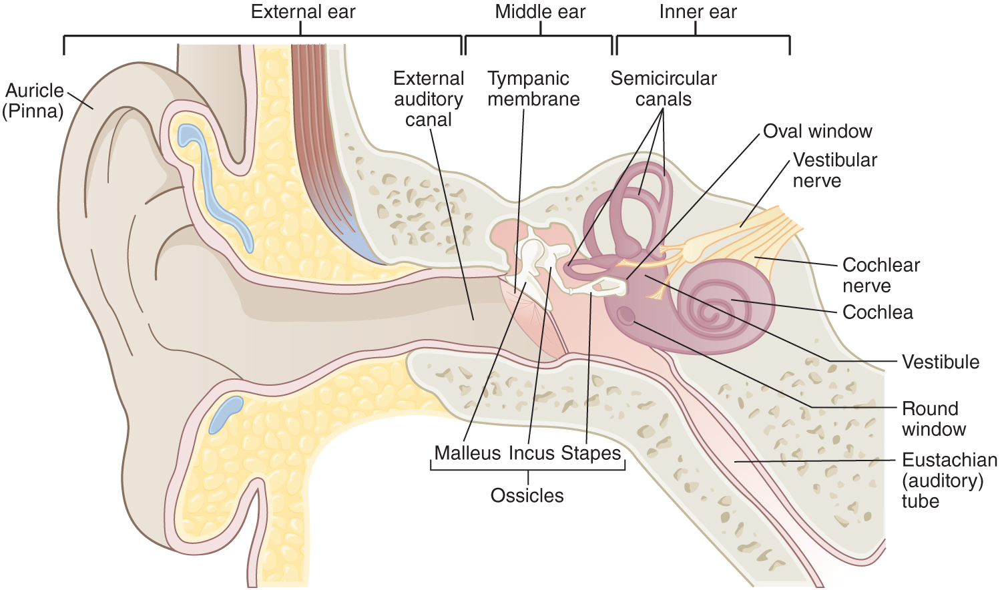 External ear
Middle ear
Inner ear
Auricle
(Pinna)
External
auditory
canal
Tympanic
membrane
Semicircular
canals
Oval window
Vestibular
nerve
Cochlear
nerve
Cochlea
Vestibule
Round
window
Eustachian
(auditory)
tube
Malleus Incus Stapes
Ossicles